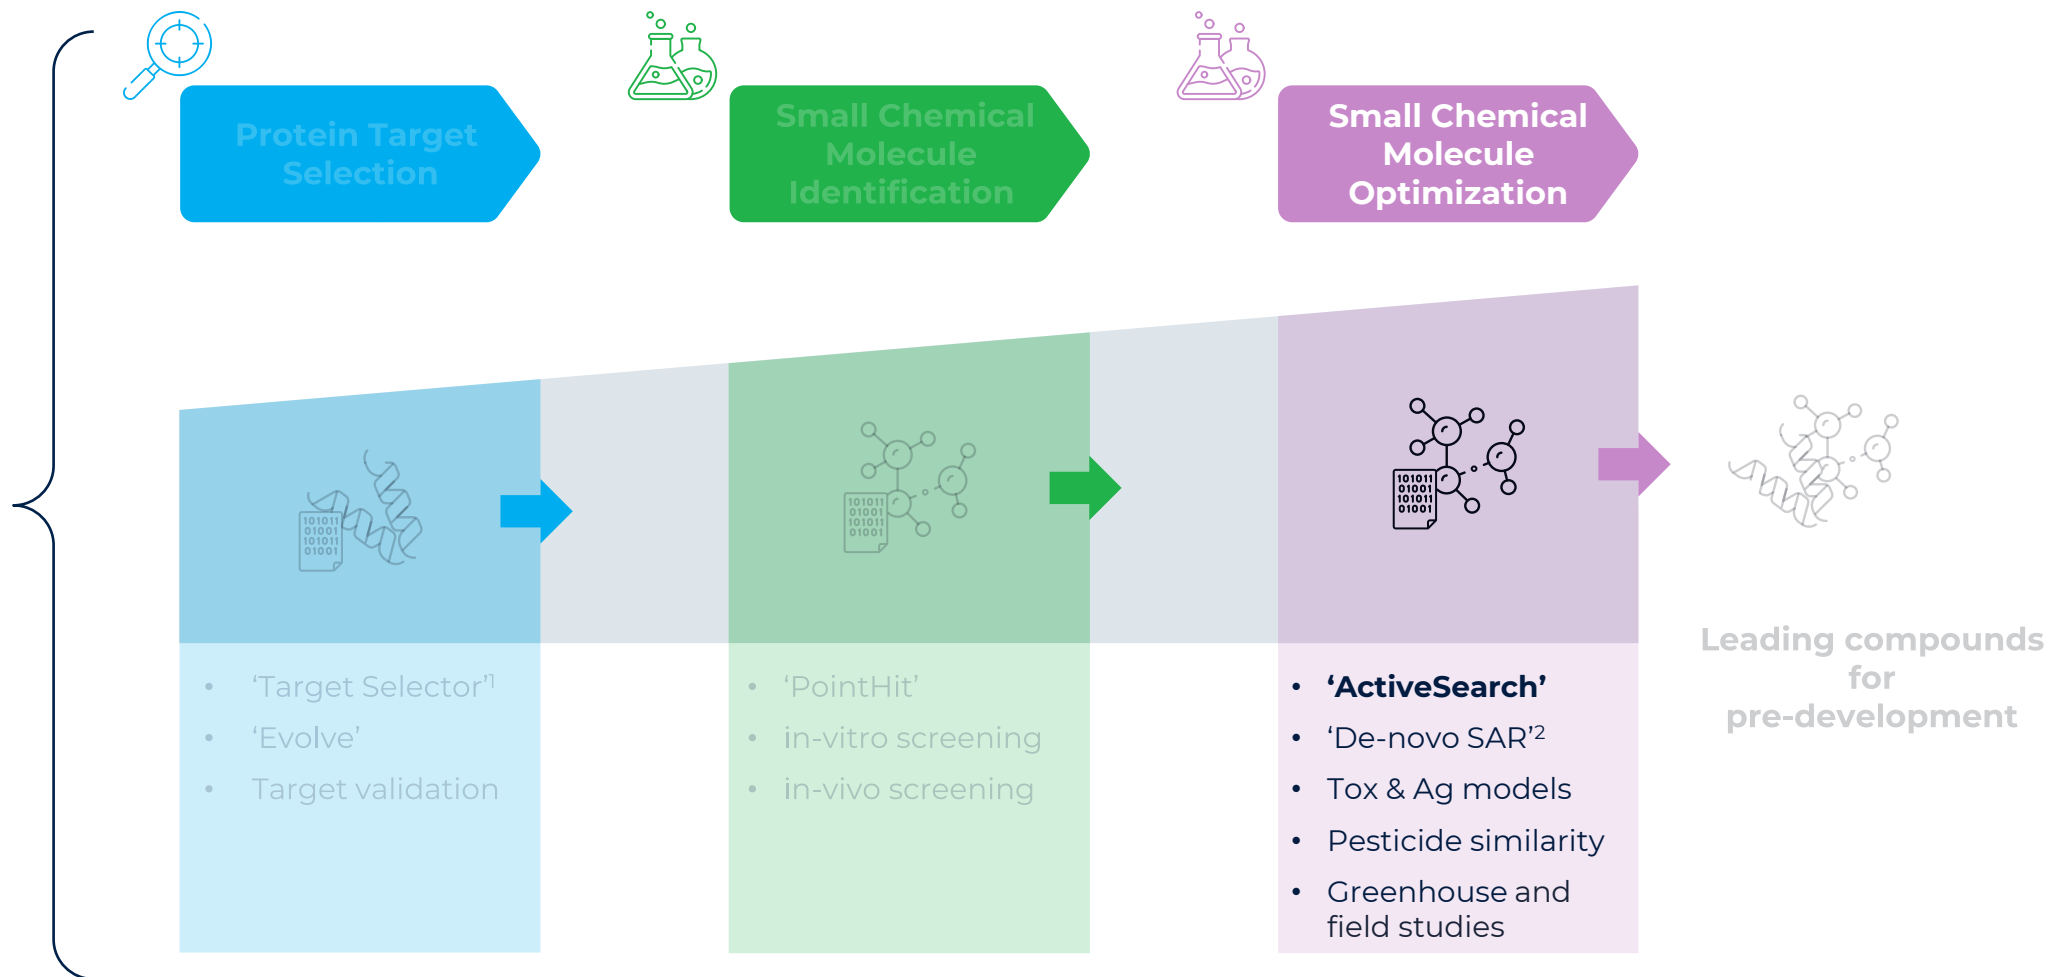 Protein Target
Selection
Small Chemical
Molecule
Identification
Small Chemical
Molecule
Optimization
101011
01001
101011
01001
101011
01001
101011
01001
101011
01001
101011
01001
• ‘Target Selector’¹
• ‘Evolve’
• Target validation
• ‘PointHit’
• in-vitro screening
• in-vivo screening
• ‘ActiveSearch’
• ‘De-novo SAR’²
• Tox & Ag models
• Pesticide similarity
• Greenhouse and
field studies
Leading compounds
for
pre-development